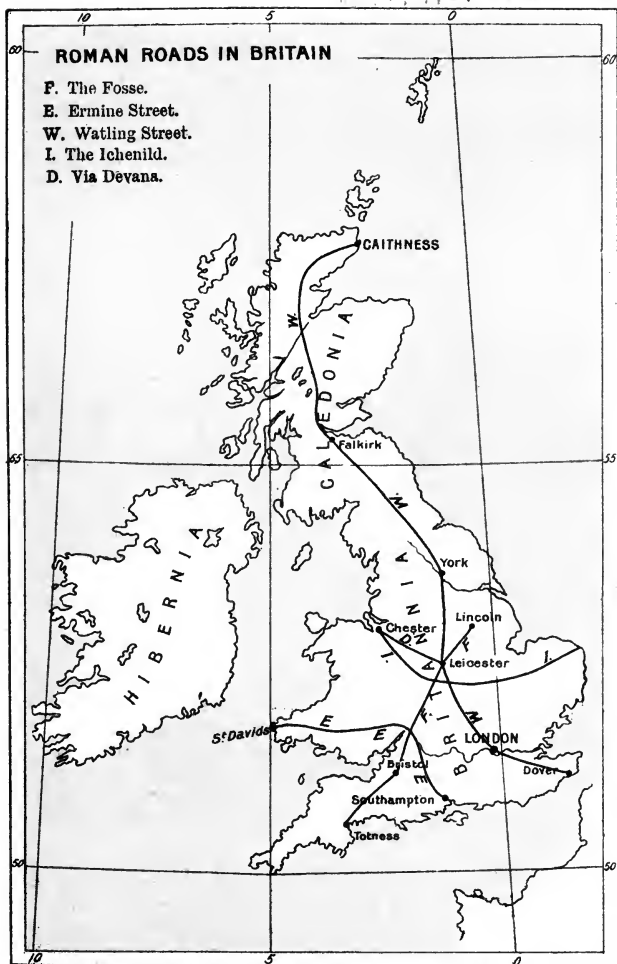 10 5 0
60 60
ROMAN ROADS IN BRITAIN
F. The Fosse.
E. Ermine Street.
W. Watling Street.
I. The Ichenild.
D. Via Devana.
CAITHNESS
W.
CALEDONIA
Falkirk
55 55
W.
HIBERNIA
York
Lincoln
Chester
F
D
I
Leicester
I.
BRITANNIA
F
W
St Davids
E
E
LONDON
Bristol
E
Dover
Southampton
Totness
50 50
10 5 0